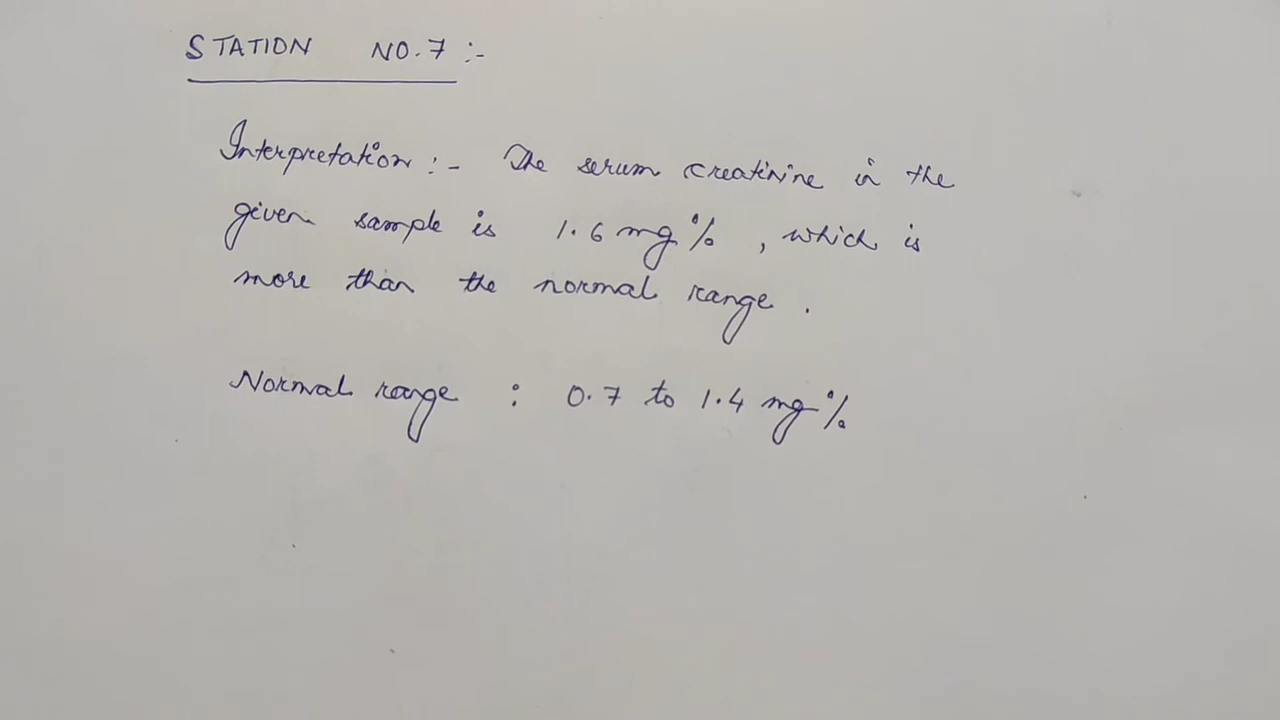 STATION NO.7 :-
Interpretation :- The serum creatinine in the
given sample is 1.6 mg% , which is
more than the normal range .
Normal range : 0.7 to 1.4 mg%